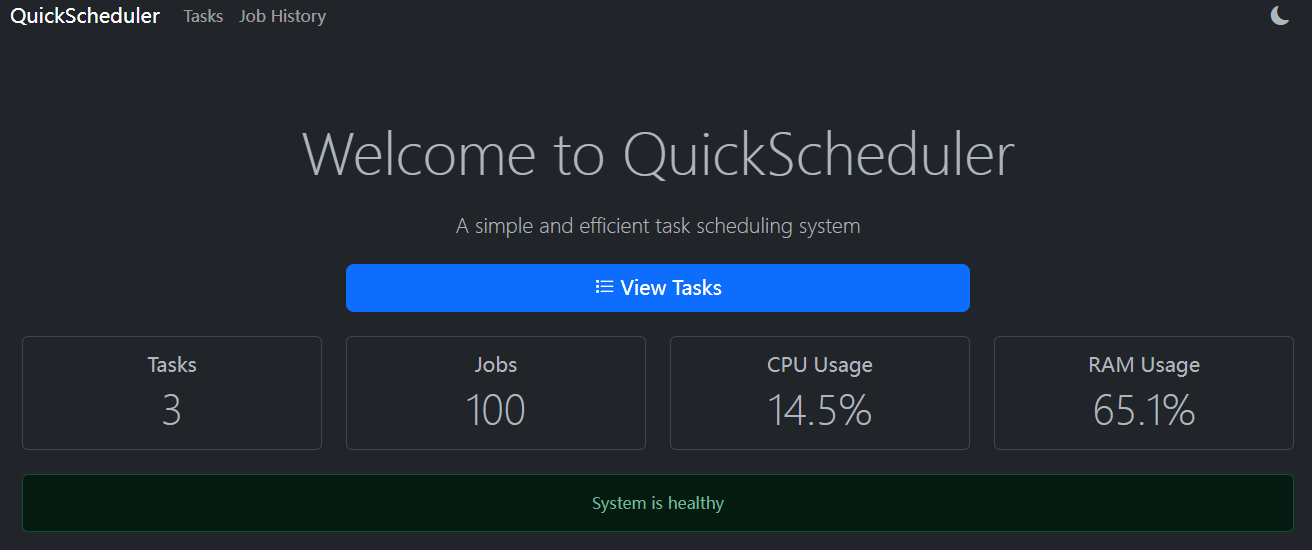 QuickScheduler Tasks Job History
Welcome to QuickScheduler
A simple and efficient task scheduling system
View Tasks
Tasks
3
Jobs
100
CPU Usage
14.5%
RAM Usage
65.1%
System is healthy